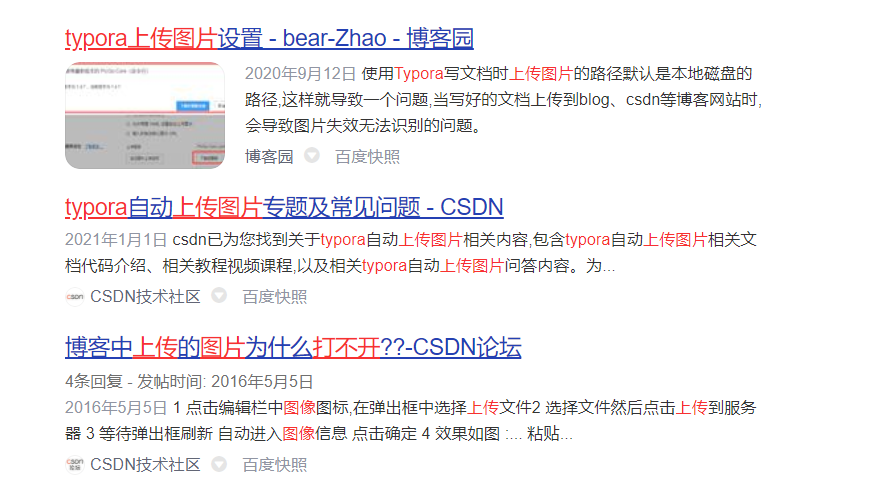 typora上传图片设置 - bear-Zhao - 博客园
2020年9月12日 使用Typora写文档时上传图片的路径默认是本地磁盘的
路径,这样就导致一个问题,当写好的文档上传到blog、csdn等博客网站时,
会导致图片失效无法识别的问题。
博客园 百度快照
typora自动上传图片专题及常见问题 - CSDN
2021年1月1日 csdn已为您找到关于typora自动上传图片相关内容,包含typora自动上传图片相关文
档代码介绍、相关教程视频课程,以及相关typora自动上传图片问答内容。为...
CSDN CSDN技术社区 百度快照
博客中上传的图片为什么打不开??-CSDN论坛
4条回复 - 发帖时间: 2016年5月5日
2016年5月5日 1 点击编辑栏中图像图标,在弹出框中选择上传文件2 选择文件然后点击上传到服务
器 3 等待弹出框刷新 自动进入图像信息 点击确定 4 效果如图 :... 粘贴...
CSDN 论坛 CSDN技术社区 百度快照